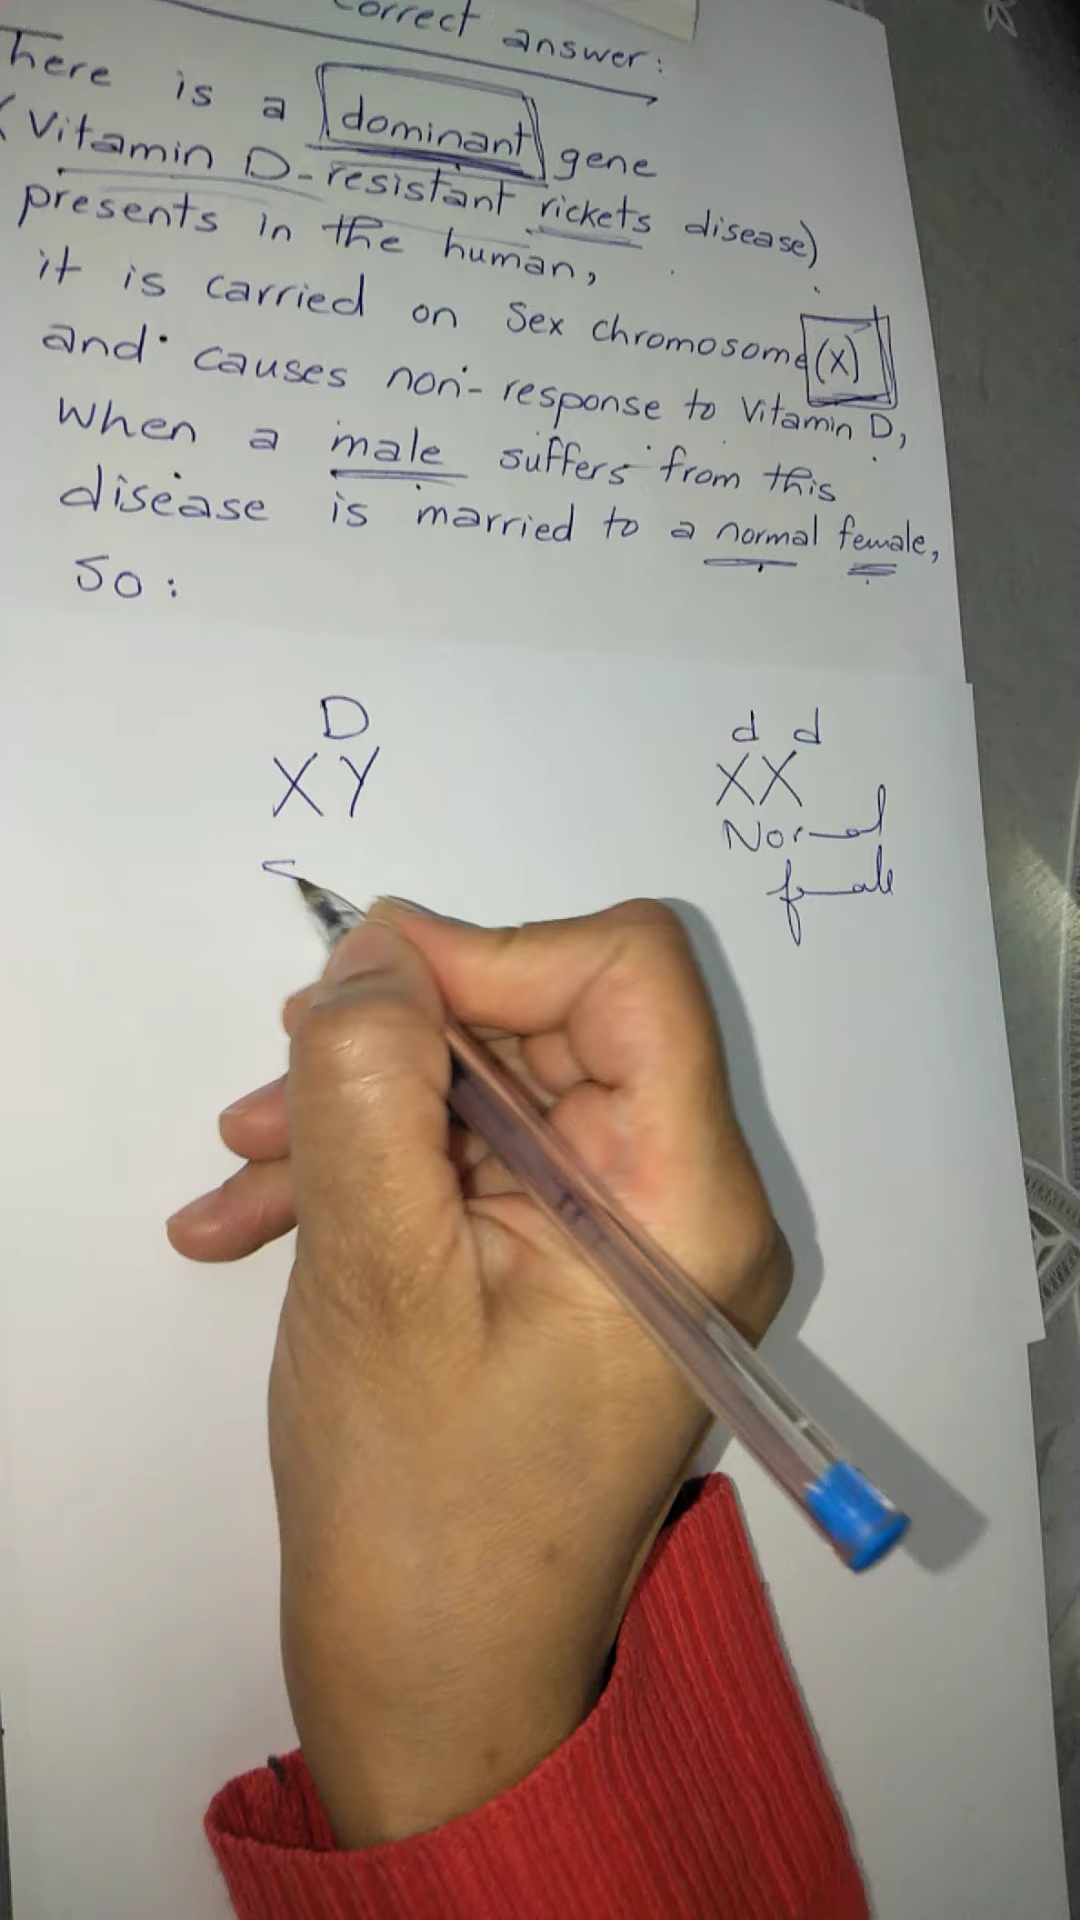 correct answer:
There is a dominant gene
(Vitamin D-resistant rickets disease)
presents in the human,
it is carried on Sex chromosome (X)
and causes non-response to Vitamin D,
When a male suffers from this
disease is married to a normal female,
So:
D
XY
d d
XX
Normal
female